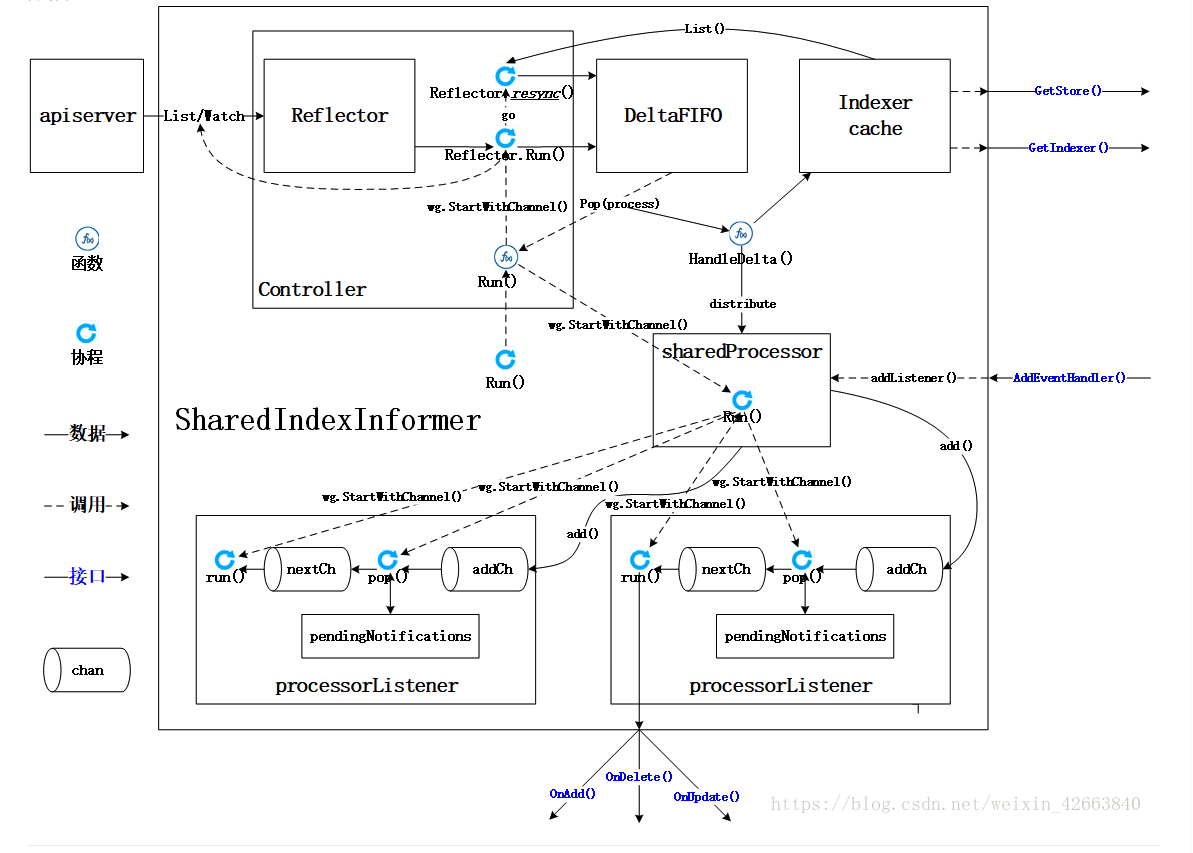 List()
apiserver
List/Watch
Reflector
Reflector.resync()
go
Reflector.Run()
DeltaFIFO
Indexer
cache
GetStore()
GetIndexer()
wg.StartWithChannel()
Pop(process)
函数
Run()
HandleDelta()
Controller
distribute
wg.StartWithChannel()
协程
Run()
sharedProcessor
addListener()
AddEventHandler()
SharedIndexInformer
Run()
数据
add()
wg.StartWithChannel()
wg.StartWithChannel()
wg.StartWithChannel()
wg.StartWithChannel()
调用
add()
接口
run()
nextCh
pop()
addCh
run()
nextCh
pop()
addCh
pendingNotifications
pendingNotifications
chan
processorListener
processorListener
OnAdd()
OnDelete()
OnUpdate()
https://blog.csdn.net/weixin_42663840